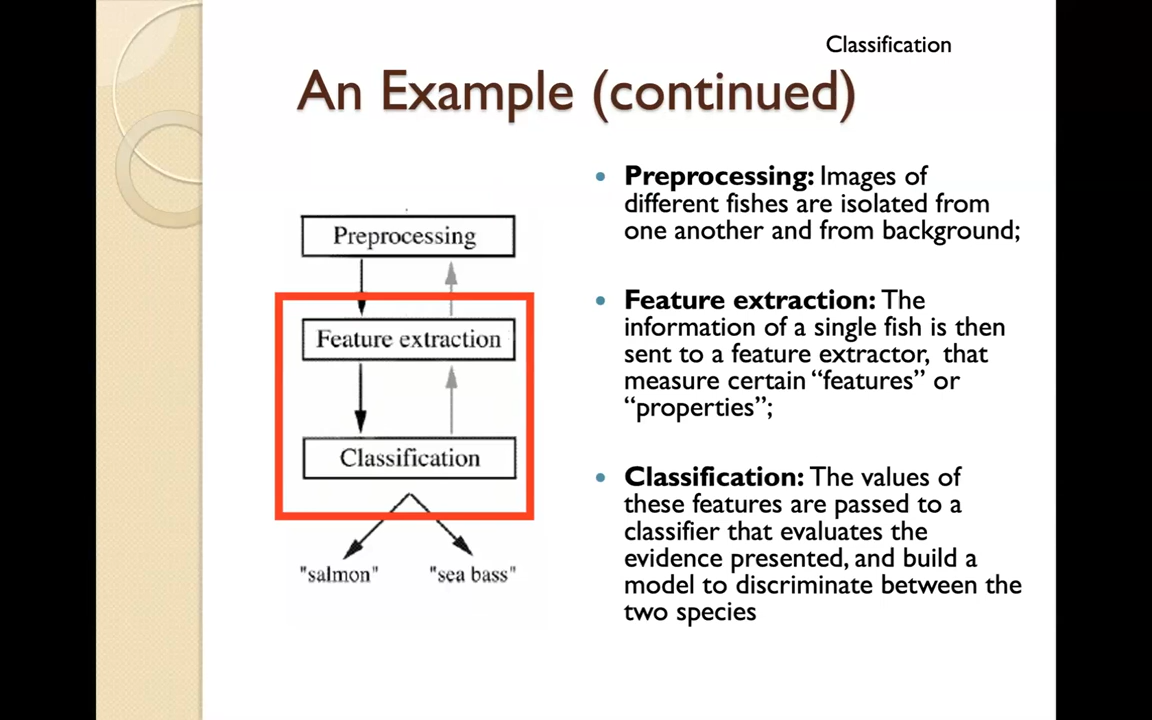 Classification
An Example (continued)
Preprocessing
Feature extraction
Classification
"salmon"
"sea bass"
• Preprocessing: Images of
different fishes are isolated from
one another and from background;
• Feature extraction: The
information of a single fish is then
sent to a feature extractor, that
measure certain “features” or
“properties”;
• Classification: The values of
these features are passed to a
classifier that evaluates the
evidence presented, and build a
model to discriminate between the
two species